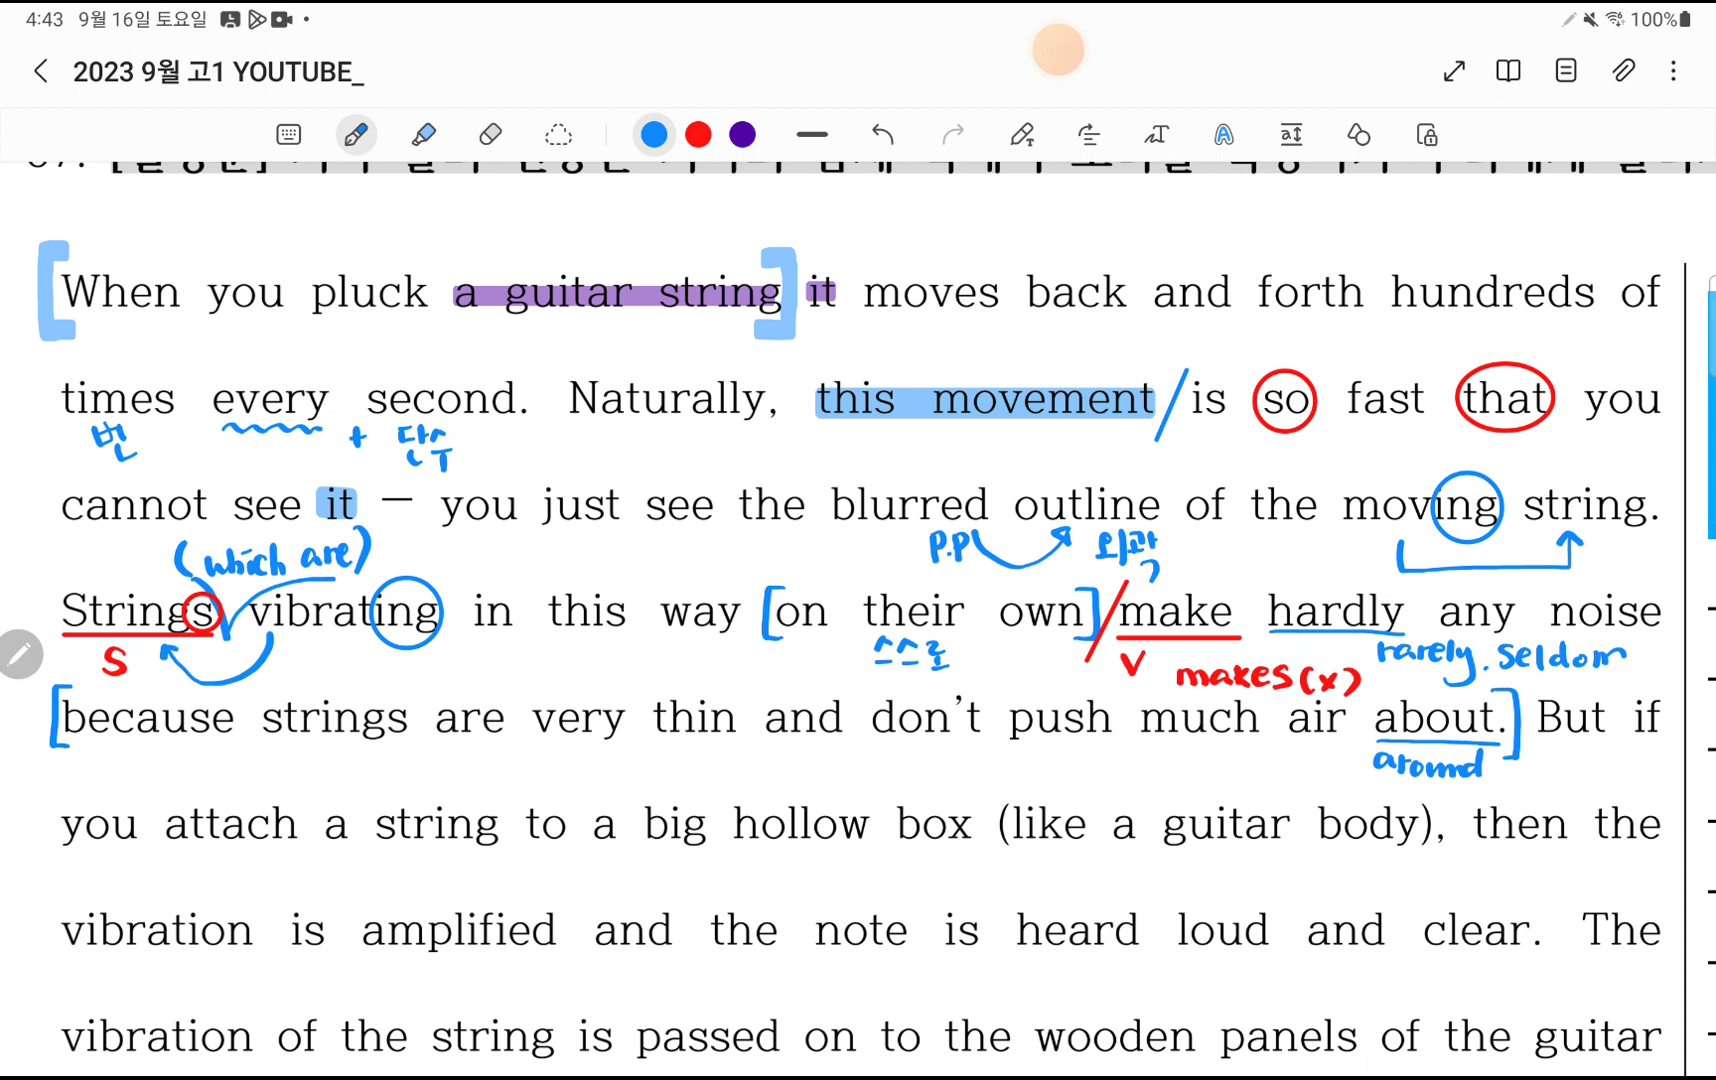 4:43 9월 16일 토요일 100%
2023 9월 고1 YOUTUBE_
When you pluck a guitar string it moves back and forth hundreds of
times every second. Naturally, this movement / is so fast that you
번 + 단수
cannot see it — you just see the blurred outline of the moving string.
(which are) p.p 외곽
Strings vibrating in this way [on their own] / make hardly any noise
S 스스로 V makes(x) rarely. seldom
[because strings are very thin and don't push much air about.] But if
around
you attach a string to a big hollow box (like a guitar body), then the
vibration is amplified and the note is heard loud and clear. The
vibration of the string is passed on to the wooden panels of the guitar